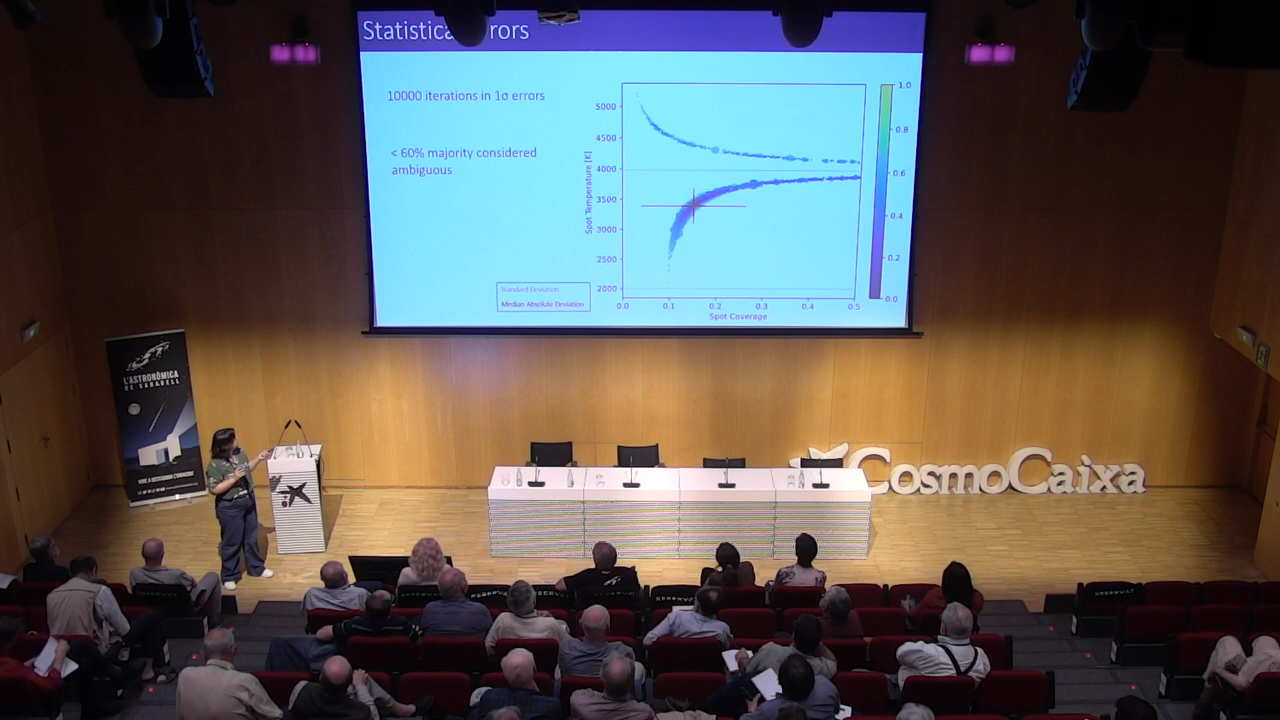 Statistica rrors
10000 iterations in 1σ errors
< 60% majority considered
ambiguous
Standard Deviation
Median Absolute Deviation
Spot Temperature [K]
5000
4500
4000
3500
3000
2500
2000
0.0 0.1 0.2 0.3 0.4 0.5
Spot Coverage
1.0
0.8
0.6
0.4
0.2
0.0
L'ASTRONÒMICA
DE SABADELL
CosmoCaixa